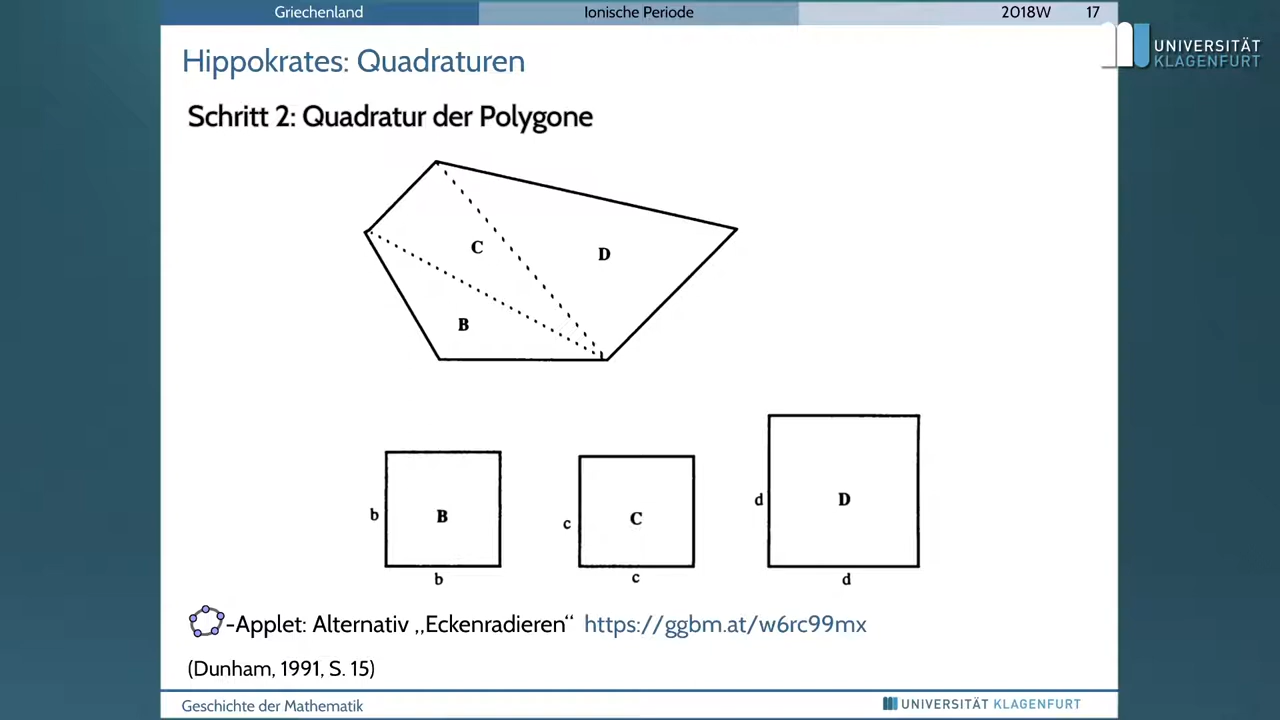 Griechenland
Ionische Periode
2018W 17
UNIVERSITÄT
KLAGENFURT
Hippokrates: Quadraturen
Schritt 2: Quadratur der Polygone
C
D
B
b
B
b
c
C
c
d
D
d
-Applet: Alternativ „Eckenradieren“ https://ggbm.at/w6rc99mx
(Dunham, 1991, S. 15)
Geschichte der Mathematik
UNIVERSITÄT KLAGENFURT